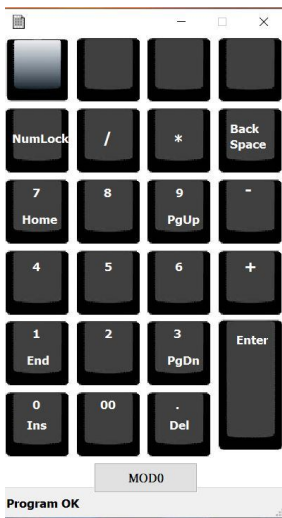 NumLock / * Back
Space
7 8 9 -
Home PgUp
4 5 6 +
1 2 3 Enter
End PgDn
0 00 .
Ins Del
MOD0
Program OK